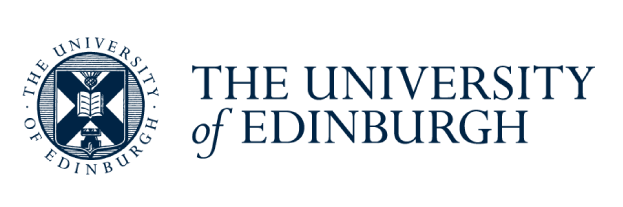 THE UNIVERSITY
OF EDINBURGH
THE UNIVERSITY
of EDINBURGH